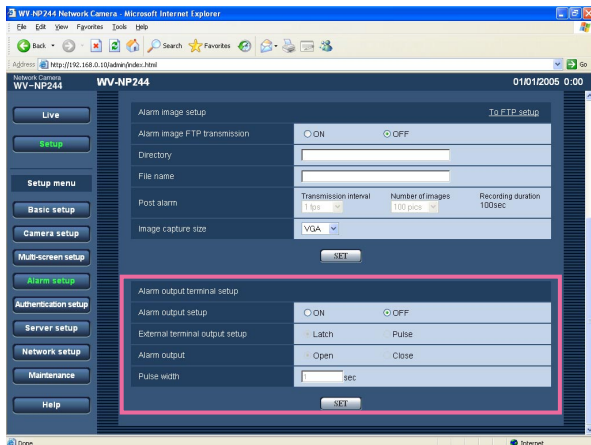 WV-NP244 Network Camera - Microsoft Internet Explorer
File Edit View Favorites Tools Help
Back Search Favorites
Address http://192.168.0.10/admin/index.html Go
Network Camera
WV-NP244
WV-NP244
01/01/2005 0:00
Live
Setup
Setup menu
Basic setup
Camera setup
Multi-screen setup
Alarm setup
Authentication setup
Server setup
Network setup
Maintenance
Help
Alarm image setup To FTP setup
Alarm image FTP transmission ON OFF
Directory
File name
Post alarm
Transmission interval Number of images Recording duration
1 fps 100 pics 100sec
Image capture size VGA
SET
Alarm output terminal setup
Alarm output setup ON OFF
External terminal output setup Latch Pulse
Alarm output Open Close
Pulse width 1 sec
SET
Done Internet